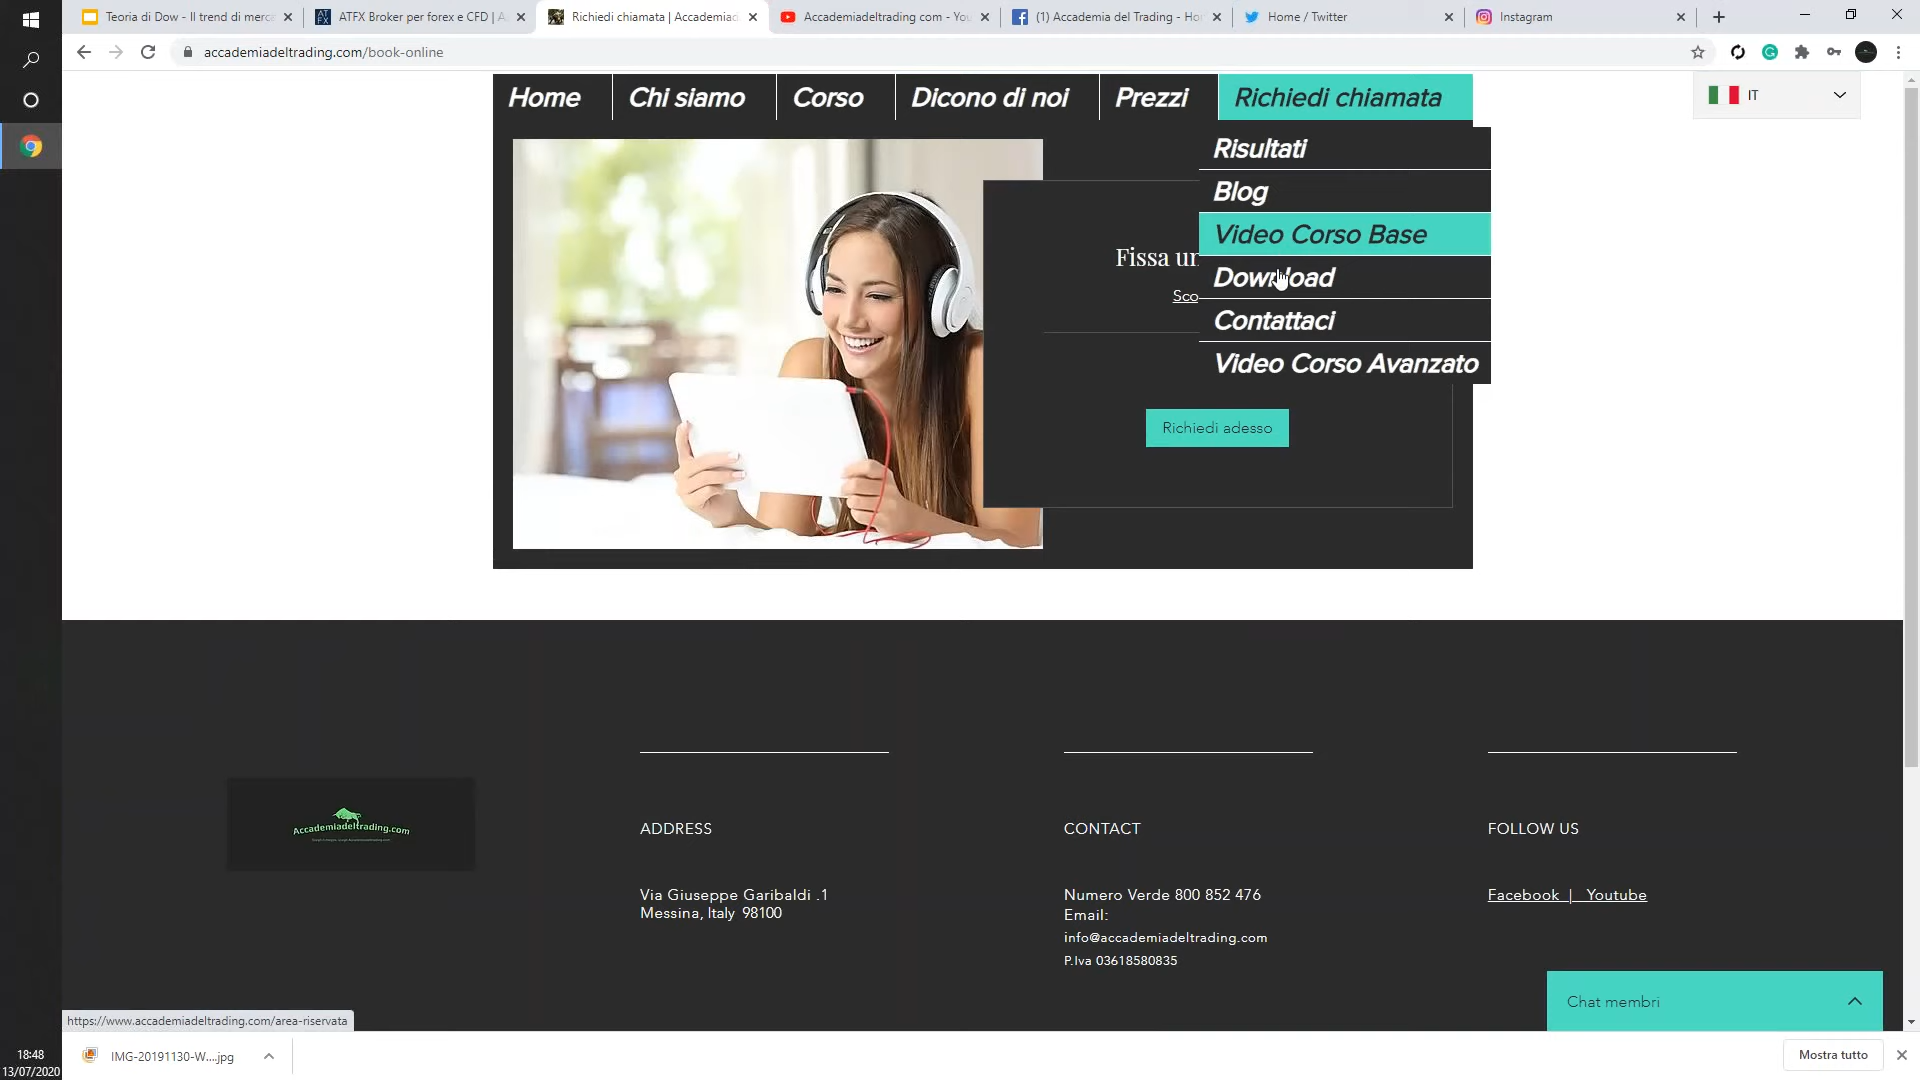 Teoria di Dow - Il trend di merc
ATFX Broker per forex e CFD | A
Richiedi chiamata | Accademiad
Accademiadeltrading com - You
(1) Accademia del Trading - Ho
Home / Twitter
Instagram
accademiadeltrading.com/book-online
Home
Chi siamo
Corso
Dicono di noi
Prezzi
Richiedi chiamata
IT
Risultati
Blog
Video Corso Base
Download
Contattaci
Video Corso Avanzato
Fissa un
Sco
Richiedi adesso
Accademiadeltrading.com
ADDRESS
Via Giuseppe Garibaldi .1
Messina, Italy 98100
CONTACT
Numero Verde 800 852 476
Email:
info@accademiadeltrading.com
P.Iva 03618580835
FOLLOW US
Facebook | Youtube
Chat membri
https://www.accademiadeltrading.com/area-riservata
IMG-20191130-W....jpg
Mostra tutto
18:48
13/07/2020